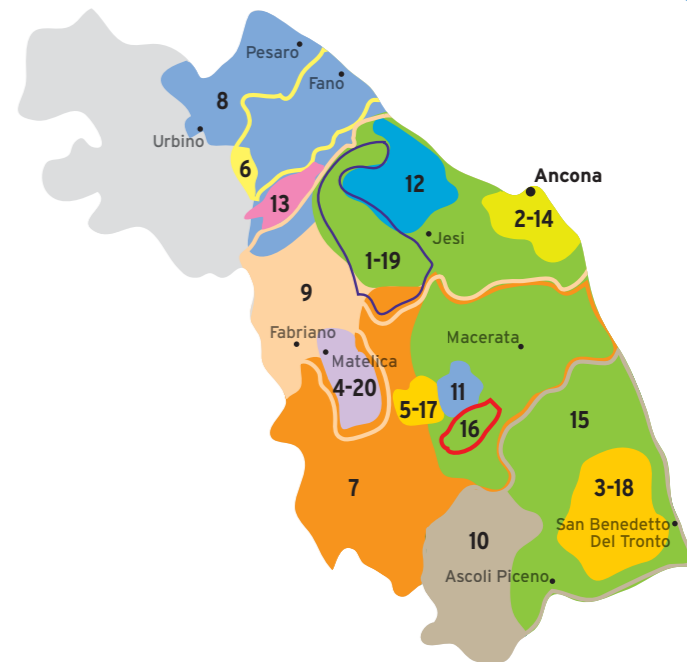 Pesaro
Fano
8
Urbino
6
13
12
Ancona
2-14
Jesi
1-19
9
Fabriano
Matelica
4-20
Macerata
11
5-17
16
15
7
3-18
10
San Benedetto
Del Tronto
Ascoli Piceno